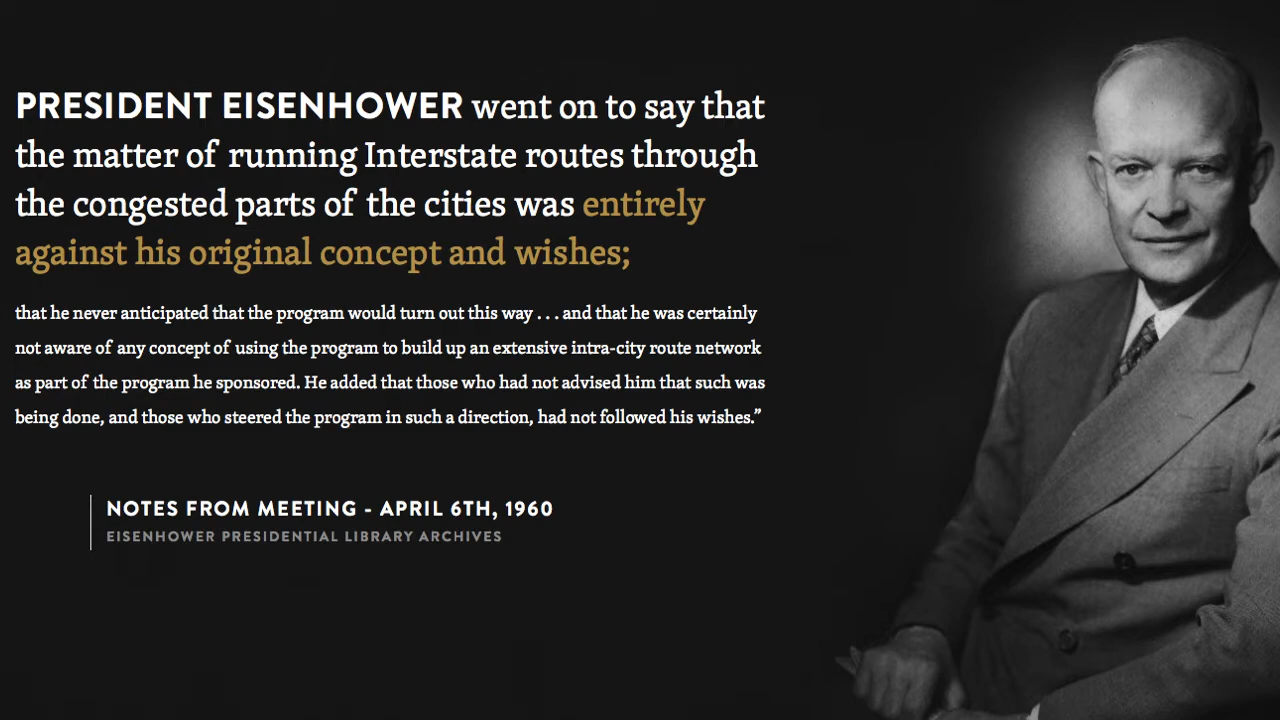 PRESIDENT EISENHOWER went on to say that
the matter of running Interstate routes through
the congested parts of the cities was entirely
against his original concept and wishes;
that he never anticipated that the program would turn out this way . . . and that he was certainly
not aware of any concept of using the program to build up an extensive intra-city route network
as part of the program he sponsored. He added that those who had not advised him that such was
being done, and those who steered the program in such a direction, had not followed his wishes.”
NOTES FROM MEETING - APRIL 6TH, 1960
EISENHOWER PRESIDENTIAL LIBRARY ARCHIVES